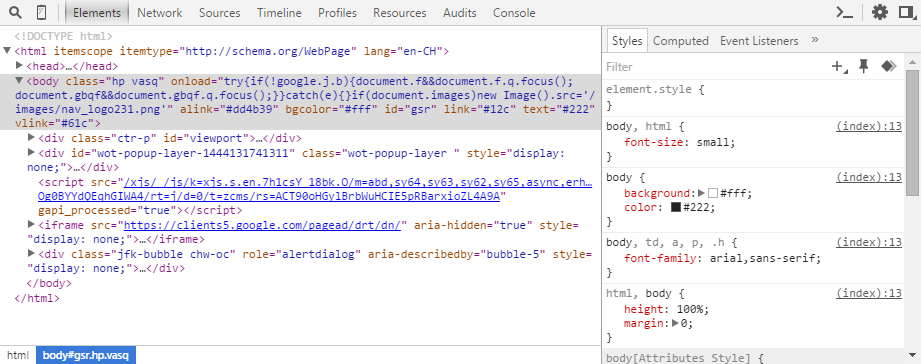 Elements Network Sources Timeline Profiles Resources Audits Console
<!DOCTYPE html>
▼<html itemscope itemtype="http://schema.org/WebPage" lang="en-CH">
▶<head>…</head>
▼<body class="hp vasq" onload="try{if(!google.j.b){document.f&&document.f.q.focus();
document.gbqf&&document.gbqf.q.focus();}}catch(e){}if(document.images)new Image().src='/
images/nav_logo231.png'" alink="#dd4b39" bgcolor="#fff" id="gsr" link="#12c" text="#222"
vlink="#61c">
▶<div class="ctr-p" id="viewport">…</div>
▶<div id="wot-popup-layer-1444131741311" class="wot-popup-layer " style="display:
none;">…</div>
<script src="/xjs/_/js/k=xjs.s.en.7h1csY_18bk.O/m=abd,sy64,sy63,sy62,sy65,async,erh…
Og0BYYdQEqhGIWA4/rt=j/d=0/t=zcms/rs=ACT90oHGylBrbWuHCIE5pRBarxioZL4A9A"
gapi_processed="true"></script>
▶<iframe src="https://clients5.google.com/pagead/drt/dn/" aria-hidden="true" style=
"display: none;">…</iframe>
▶<div class="jfk-bubble chw-oc" role="alertdialog" aria-describedby="bubble-5" style=
"display: none;">…</div>
</body>
</html>
html body#gsr.hp.vasq
Styles Computed Event Listeners »
Filter
element.style {
}
body, html { (index):13
font-size: small;
}
body { (index):13
background:▶#fff;
color: #222;
}
body, td, a, p, .h { (index):13
font-family: arial,sans-serif;
}
html, body { (index):13
height: 100%;
margin:▶0;
}
body[Attributes Style] {